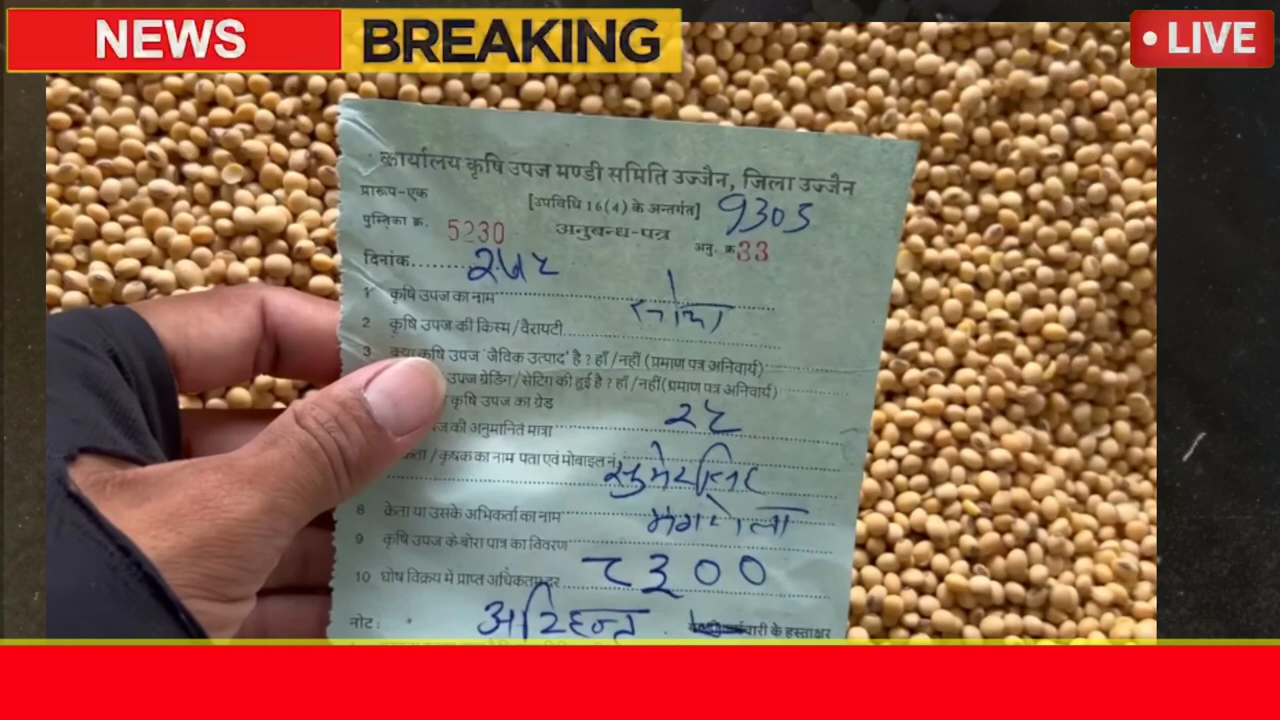 NEWS BREAKING • LIVE
कार्यालय कृषि उपज मण्डी समिति उज्जैन, जिला उज्जैन
प्रारूप-एक [उपविधि 16(4) के अन्तर्गत] 9305
पुस्तिका क्र. 5230 अनुबन्ध-पत्र अनु. क्र 33
दिनांक........
1 कृषि उपज का नाम
2 कृषि उपज की किस्म/वैरायटी
3 क्या कृषि उपज 'जैविक उत्पाद' है ? हाँ/नहीं (प्रमाण पत्र अनिवार्य)
उपज ग्रेडिंग/सेटिंग की हुई है ? हाँ/नहीं (प्रमाण पत्र अनिवार्य)
कृषि उपज का ग्रेड
की अनुमानित मात्रा २८
/कृषक का नाम पता एवं मोबाइल नं.
8 क्रेता या उसके अभिकर्ता का नाम
9 कृषि उपज के बोरा पात्र का विवरण
10 घोष विक्रय में प्राप्त अधिकतम दर ८३००
नोट : अरिहन्त के हस्ताक्षर